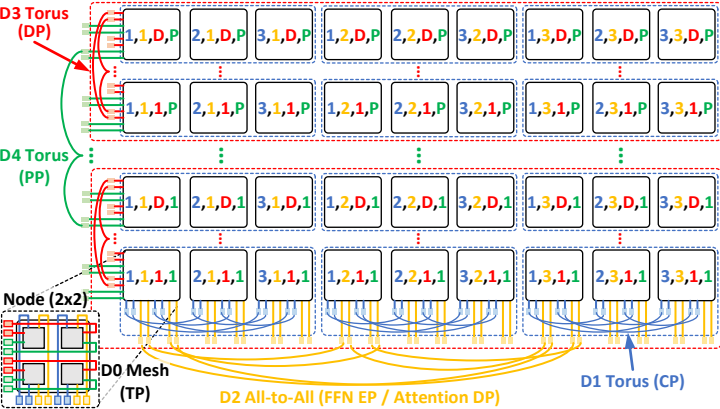 D3 Torus
(DP)
1,1,D,P 2,1,D,P 3,1,D,P 1,2,D,P 2,2,D,P 3,2,D,P 1,3,D,P 2,3,D,P 3,3,D,P
1,1,1,P 2,1,1,P 3,1,1,P 1,2,1,P 2,2,1,P 3,2,1,P 1,3,1,P 2,3,1,P 3,3,1,P
D4 Torus
(PP)
1,1,D,1 2,1,D,1 3,1,D,1 1,2,D,1 2,2,D,1 3,2,D,1 1,3,D,1 2,3,D,1 3,3,D,1
1,1,1,1 2,1,1,1 3,1,1,1 1,2,1,1 2,2,1,1 3,2,1,1 1,3,1,1 2,3,1,1 3,3,1,1
Node (2x2)
D0 Mesh
(TP)
D2 All-to-All (FFN EP / Attention DP)
D1 Torus (CP)